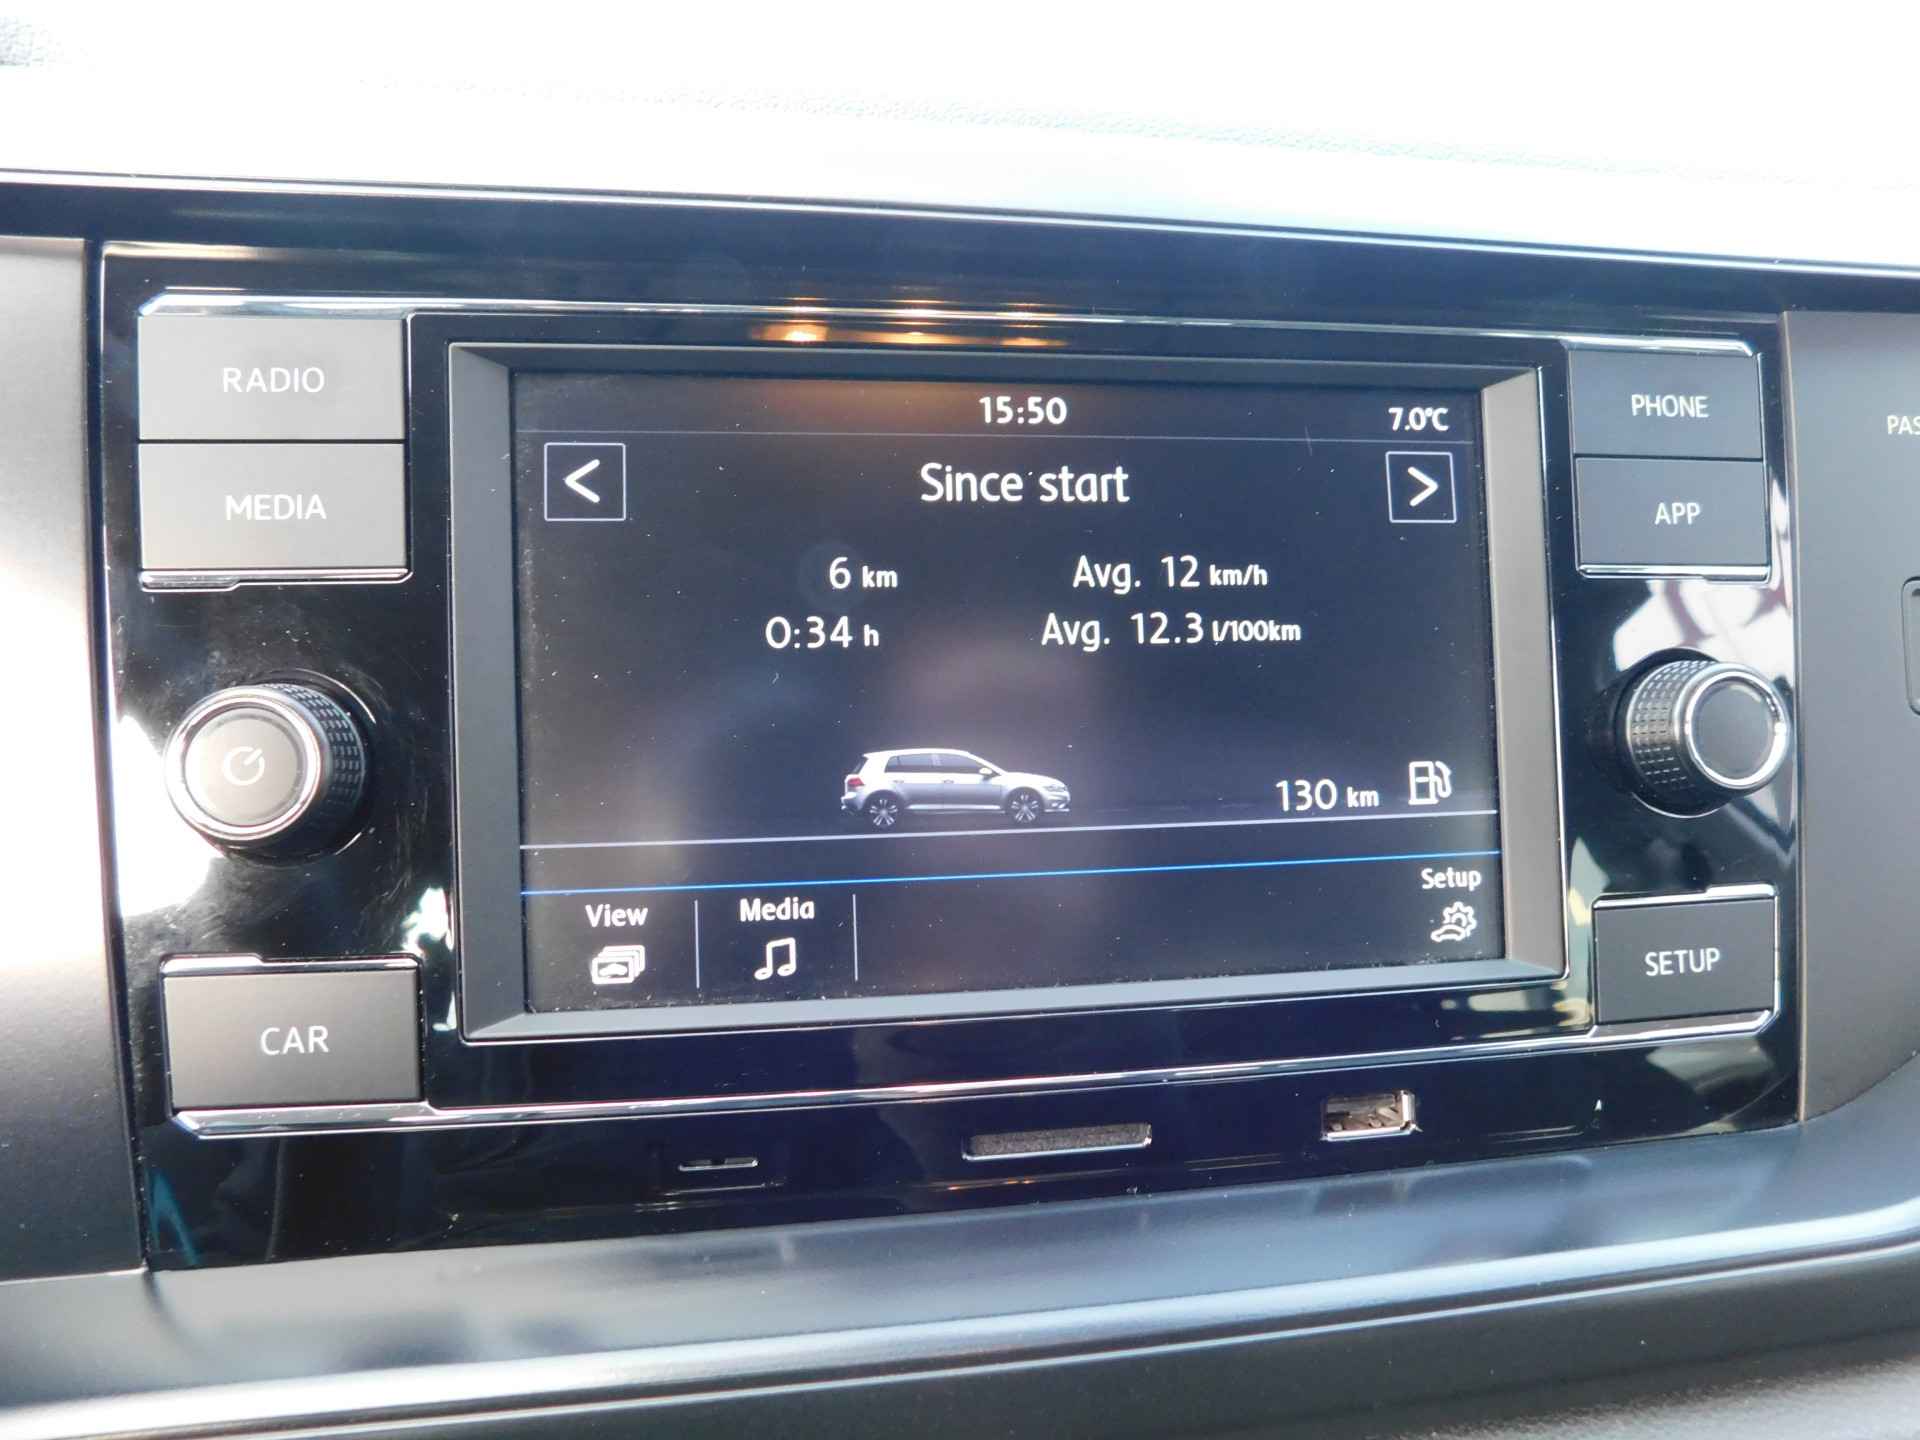 RADIO
MEDIA
CAR
15:50
7.0°C
<
Since start
>
6 km
Avg. 12 km/h
0:34 h
Avg. 12.3 l/100km
130 km
View
Media
Setup
PHONE
APP
SETUP
PAS